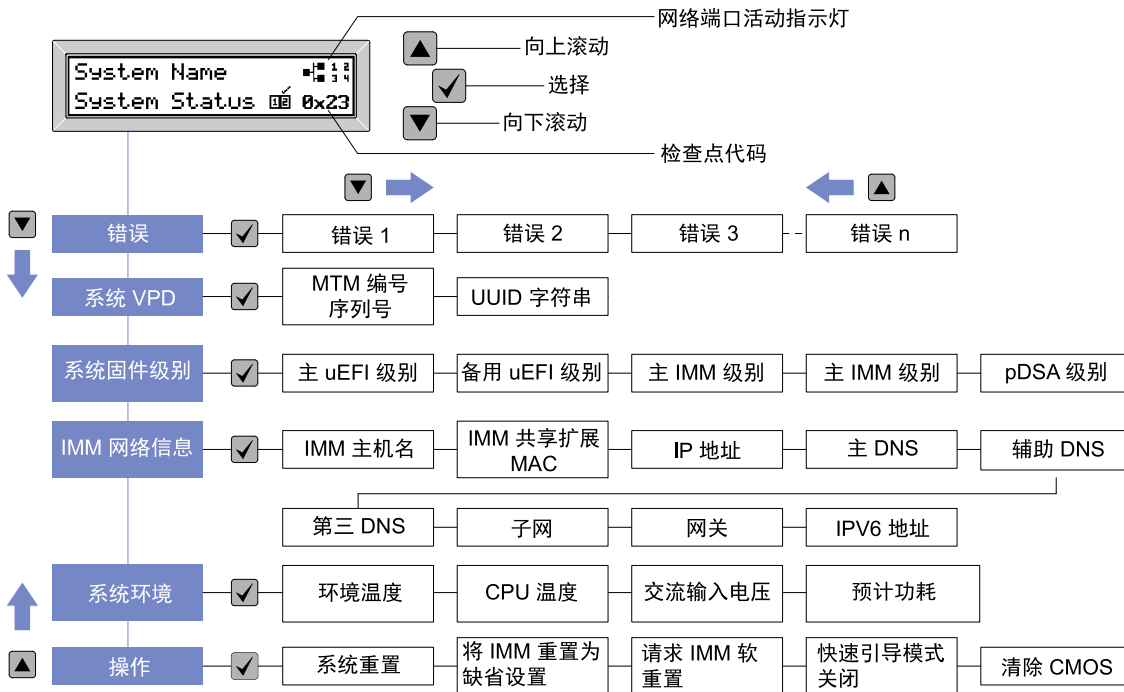 网络端口活动指示灯
System Name
1 2
3 4
System Status 12 0x23
向上滚动
选择
向下滚动
检查点代码
错误
错误 1
错误 2
错误 3
错误 n
系统 VPD
MTM 编号
序列号
UUID 字符串
系统固件级别
主 uEFI 级别
备用 uEFI 级别
主 IMM 级别
主 IMM 级别
pDSA 级别
IMM 网络信息
IMM 主机名
IMM 共享扩展
MAC
IP 地址
主 DNS
辅助 DNS
第三 DNS
子网
网关
IPV6 地址
系统环境
环境温度
CPU 温度
交流输入电压
预计功耗
操作
系统重置
将 IMM 重置为
缺省设置
请求 IMM 软
重置
快速引导模式
关闭
清除 CMOS